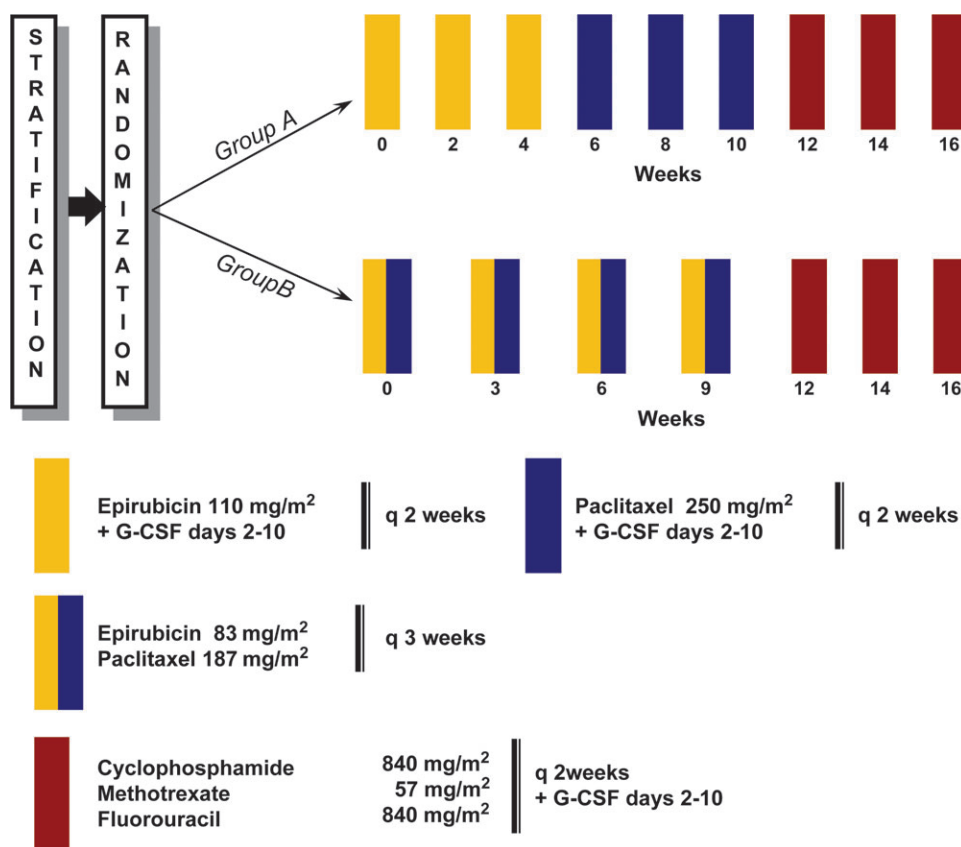 STRATIFICATION
RANDOMIZATION
Group A
0 2 4 6 8 10 12 14 16
Weeks
GroupB
0 3 6 9 12 14 16
Weeks
Epirubicin 110 mg/m²
+ G-CSF days 2-10
q 2 weeks
Paclitaxel 250 mg/m²
+ G-CSF days 2-10
q 2 weeks
Epirubicin 83 mg/m²
Paclitaxel 187 mg/m²
q 3 weeks
Cyclophosphamide 840 mg/m²
Methotrexate 57 mg/m²
Fluorouracil 840 mg/m²
q 2weeks
+ G-CSF days 2-10